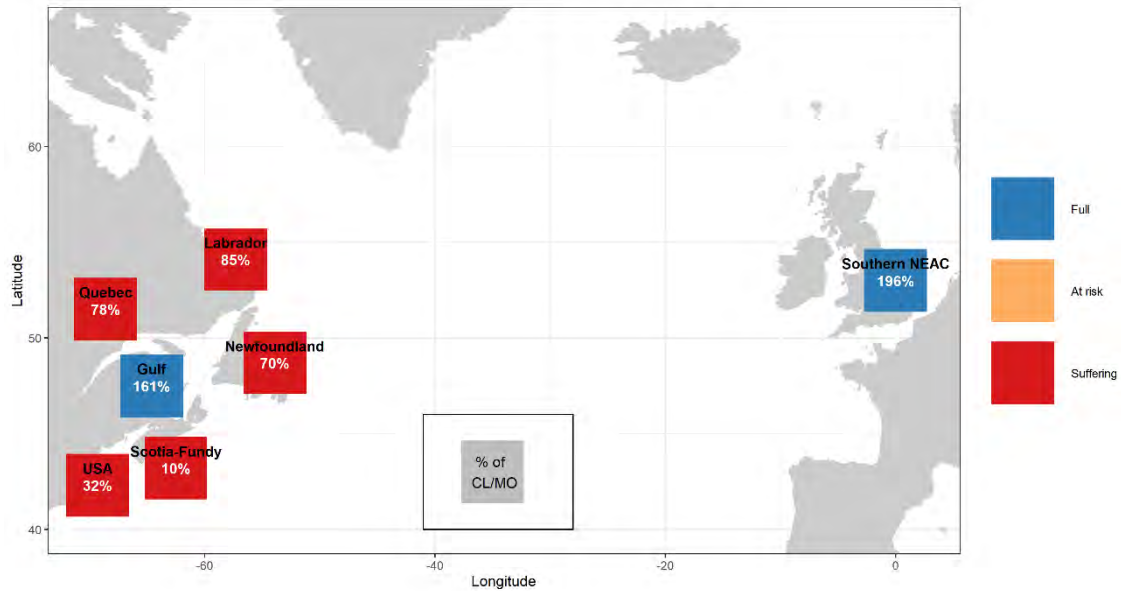 60
50
40
Latitude
Labrador
85%
Quebec
78%
Newfoundland
70%
Gulf
161%
Scotia-Fundy
10%
USA
32%
Southern NEAC
196%
% of
CL/MO
-60
-40
-20
0
Longitude
Full
At risk
Suffering